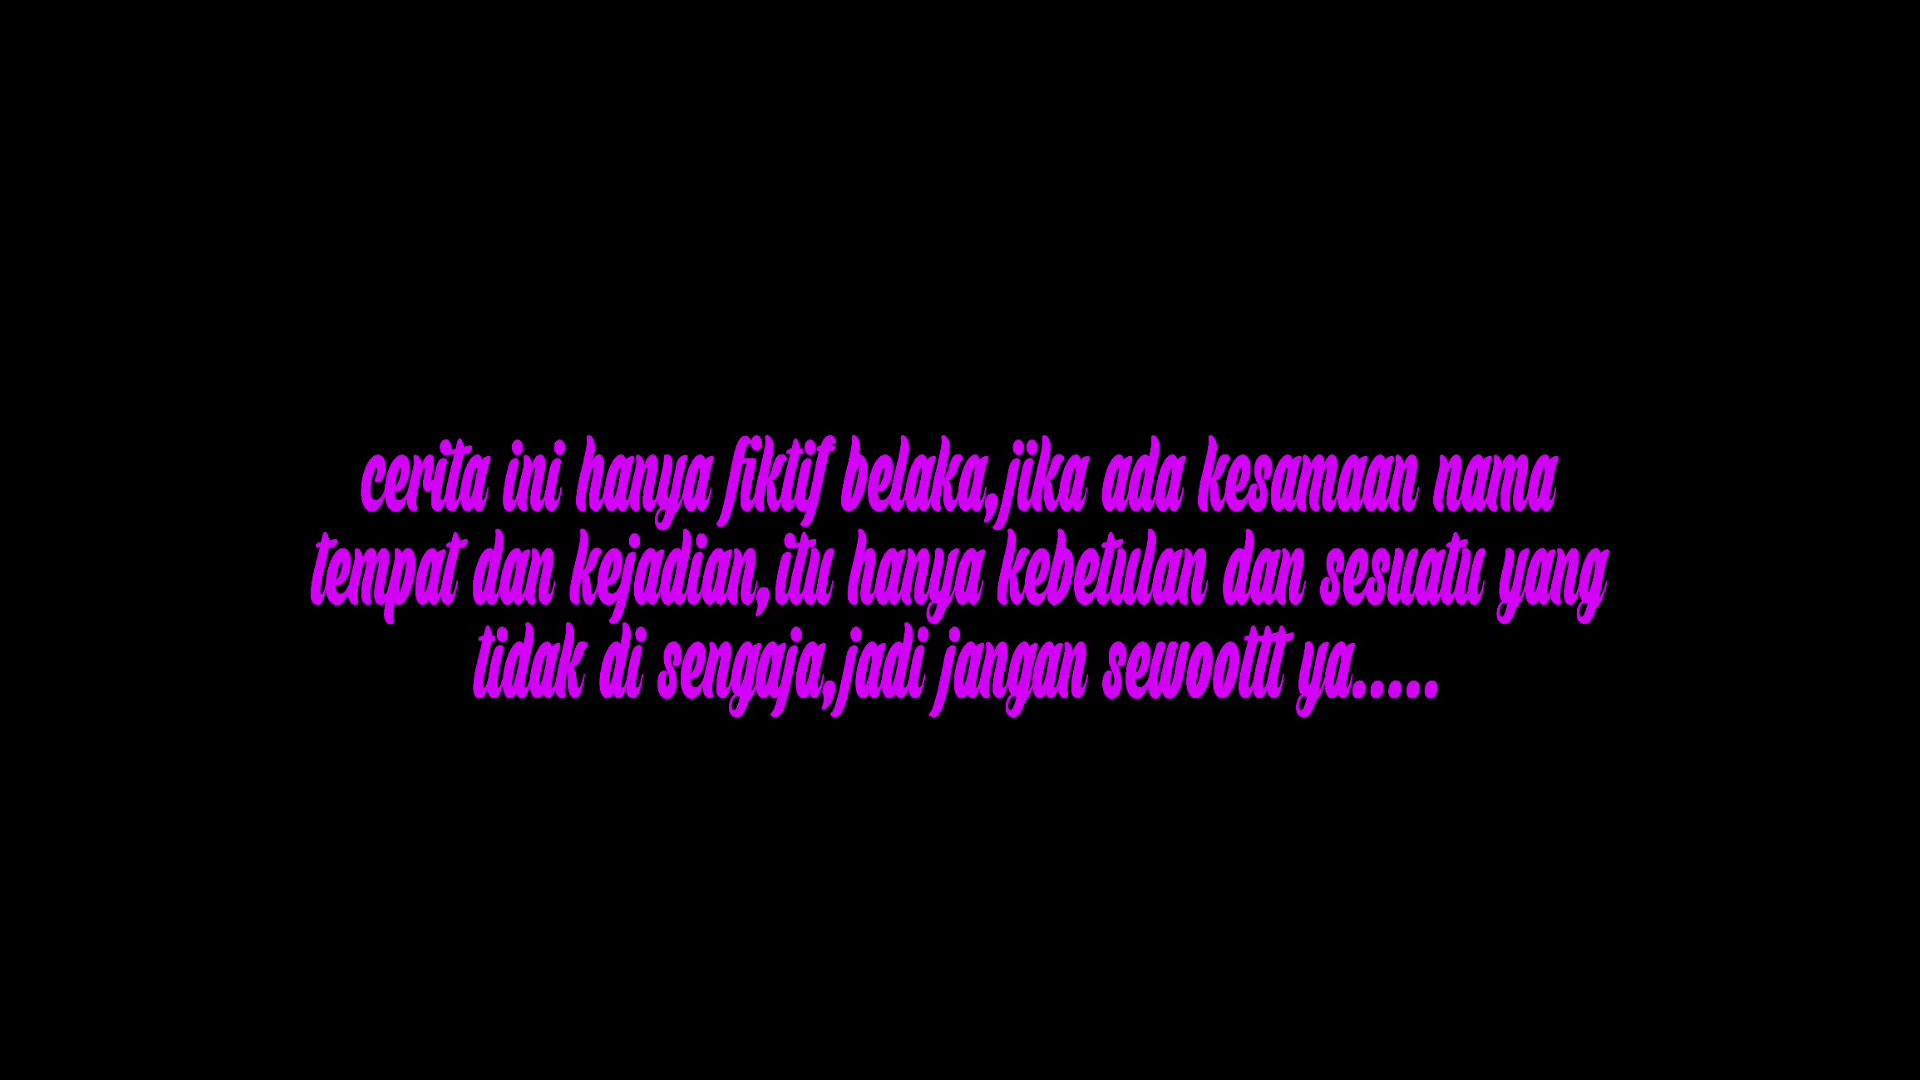 cerita ini hanya fiktif belaka,jika ada kesamaan nama
tempat dan kejadian,itu hanya kebetulan dan sesuatu yang
tidak di sengaja,jadi jangan sewoottt ya.....